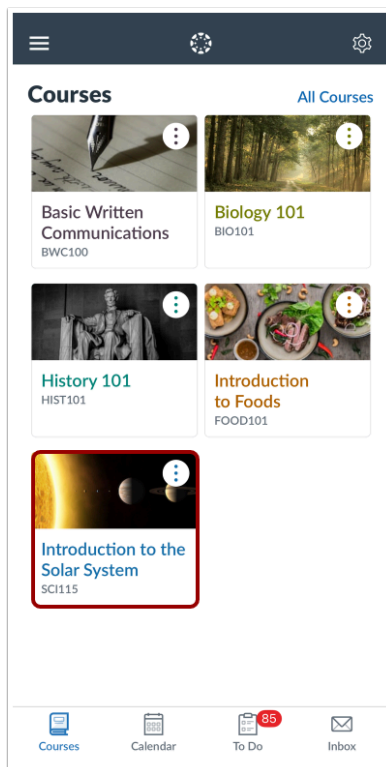 Courses
All Courses
Basic Written
Communications
BWC100
Biology 101
BIO101
History 101
HIST101
Introduction
to Foods
FOOD101
Introduction to the
Solar System
SCI115
85
Courses
Calendar
To Do
Inbox